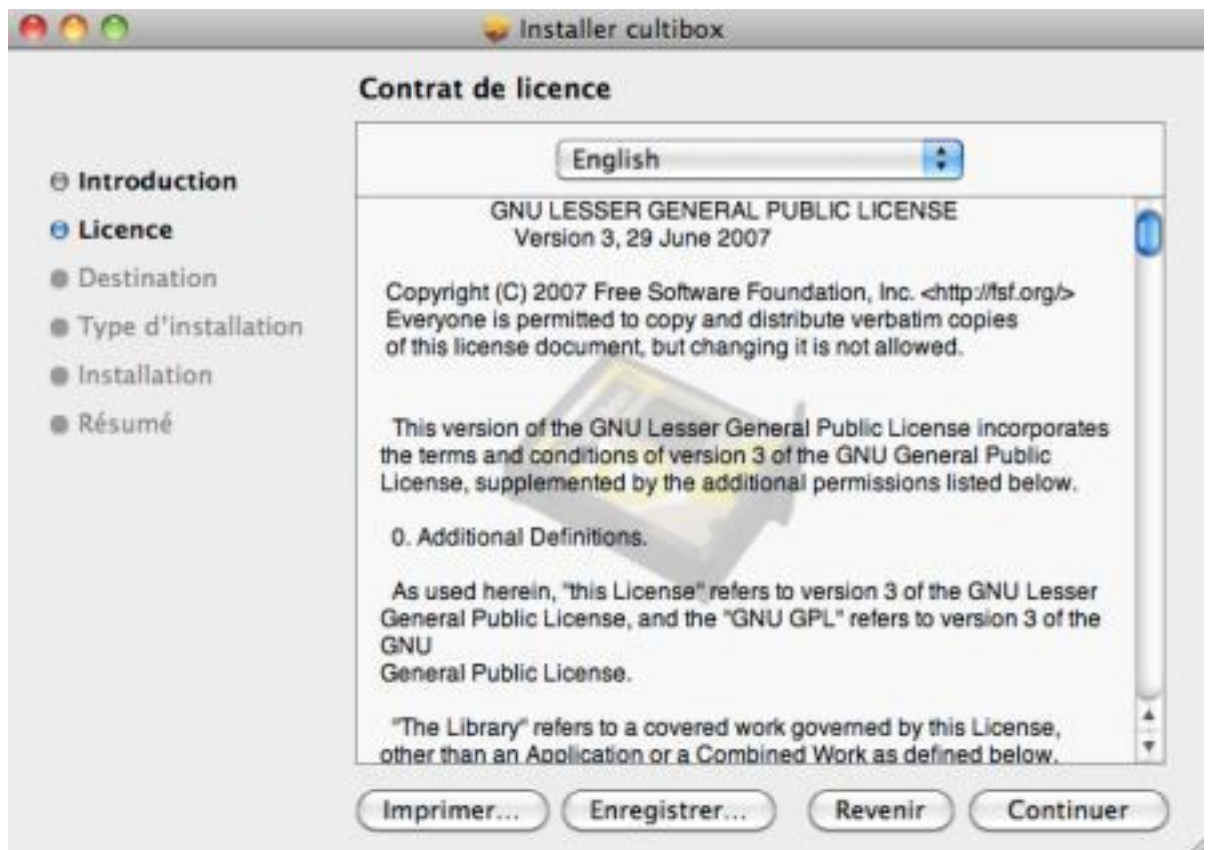 Installer cultibox
Contrat de licence
Introduction
Licence
Destination
Type d'installation
Installation
Résumé
English
GNU LESSER GENERAL PUBLIC LICENSE
Version 3, 29 June 2007
Copyright (C) 2007 Free Software Foundation, Inc. <http://fsf.org/>
Everyone is permitted to copy and distribute verbatim copies
of this license document, but changing it is not allowed.
This version of the GNU Lesser General Public License incorporates
the terms and conditions of version 3 of the GNU General Public
License, supplemented by the additional permissions listed below.
0. Additional Definitions.
As used herein, "this License" refers to version 3 of the GNU Lesser
General Public License, and the "GNU GPL" refers to version 3 of the
GNU
General Public License.
"The Library" refers to a covered work governed by this License,
other than an Application or a Combined Work as defined below.
Imprimer...
Enregistrer...
Revenir
Continuer